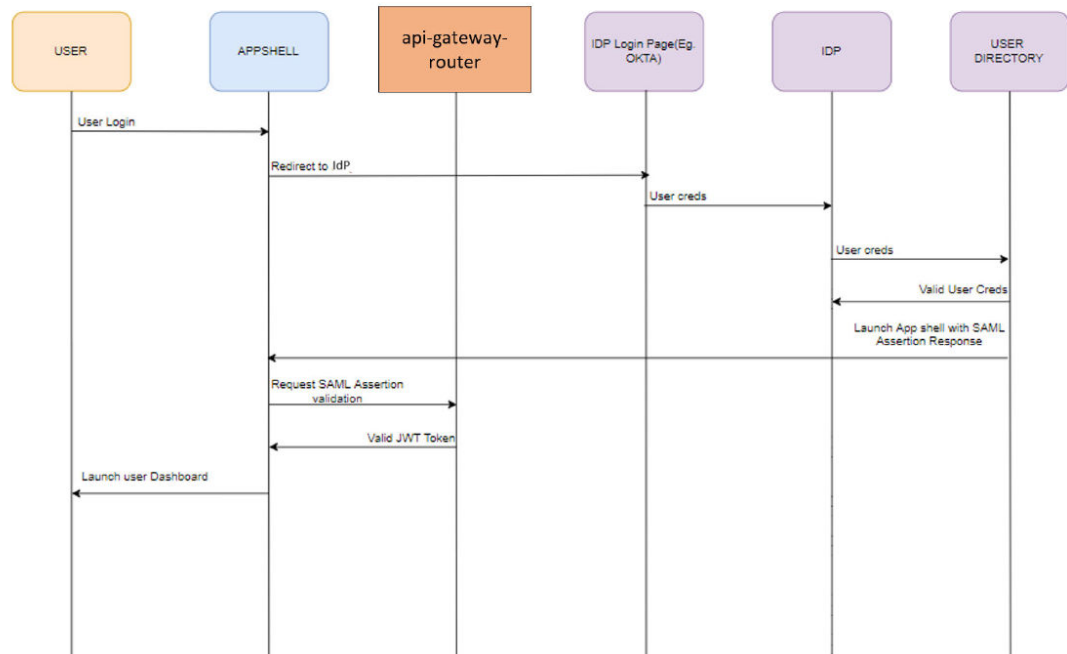 USER
APPSHELL
api-gateway-
router
IDP Login Page(Eg.
OKTA)
IDP
USER
DIRECTORY
User Login
Redirect to IdP
User creds
User creds
Valid User Creds
Launch App shell with SAML
Assertion Response
Request SAML Assertion
validation
Valid JWT Token
Launch user Dashboard